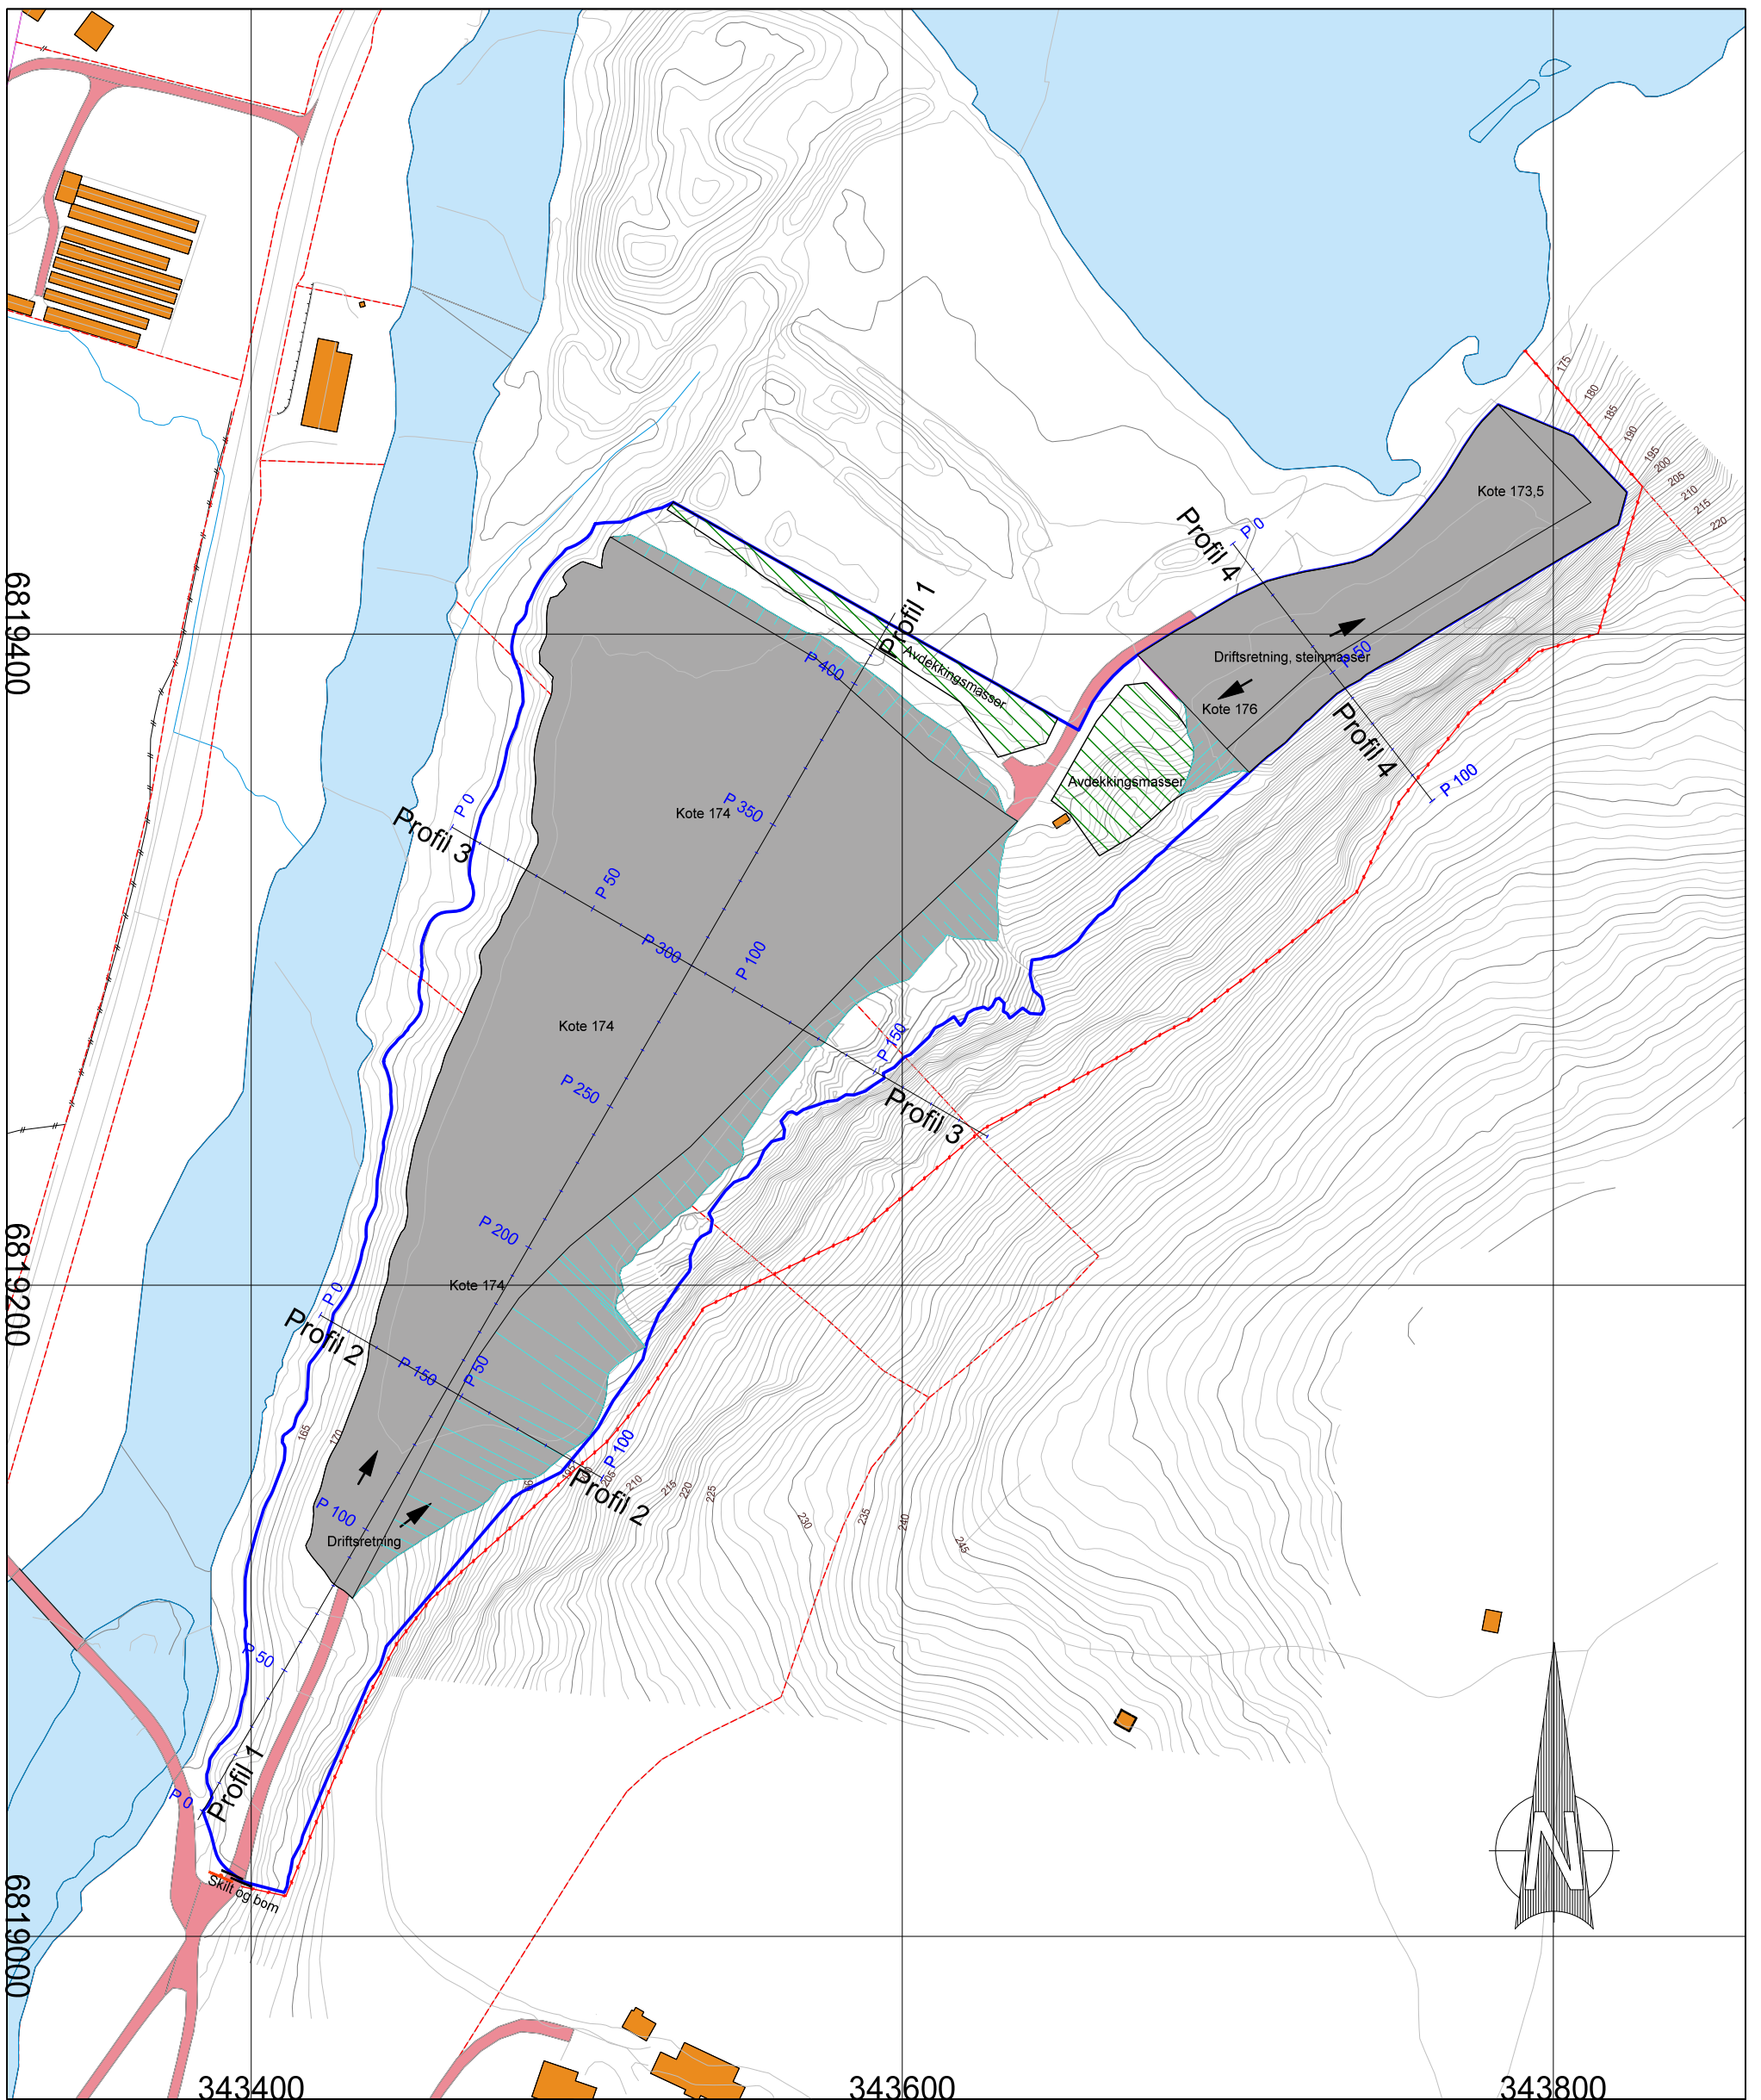 175
180
185
190
195
200
205
210
215
220
Kote 173,5
P 0
Profil 4
6819400
Profil 1
Avdekkingsmasser
P 400
Driftsretning, steinmasser
P 50
Kote 176
Profil 4
P 100
Avdekkingsmasser
P 0
Profil 3
Kote 174
P 350
P 50
P 300
P 100
Kote 174
P 150
P 250
Profil 3
P 200
6819200
Kote 174
P 0
Profil 2
P 150
P 50
165
170
P 100
195
205
210
215
220
225
Profil 2
230
235
240
245
P 100
Driftsretning
P 50
Profil 1
P 0
N
Skilt og bom
6819000
343400
343600
343800